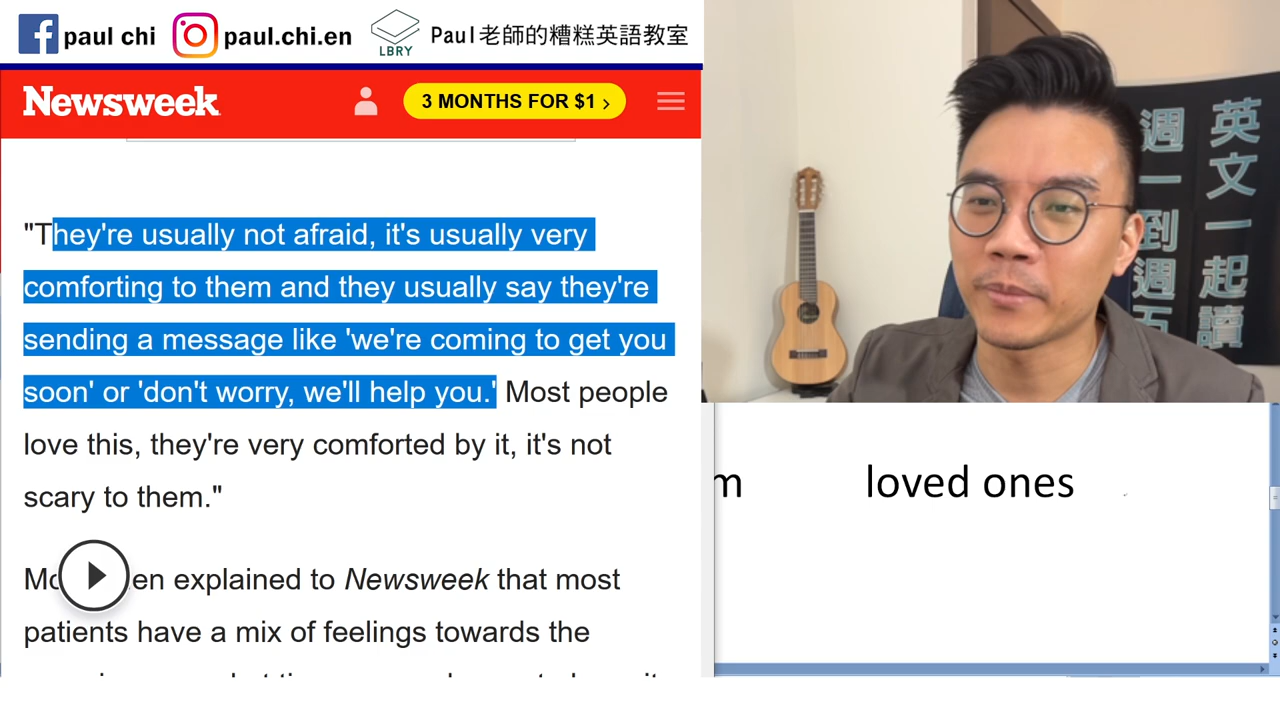 paul chi
paul.chi.en
LBRY
Paul老師的糟糕英語教室
Newsweek
3 MONTHS FOR $1 ›
"They're usually not afraid, it's usually very
comforting to them and they usually say they're
sending a message like 'we're coming to get you
soon' or 'don't worry, we'll help you.' Most people
love this, they're very comforted by it, it's not
scary to them."
en explained to Newsweek that most
patients have a mix of feelings towards the
英文一起讀
週一到週五
m loved ones